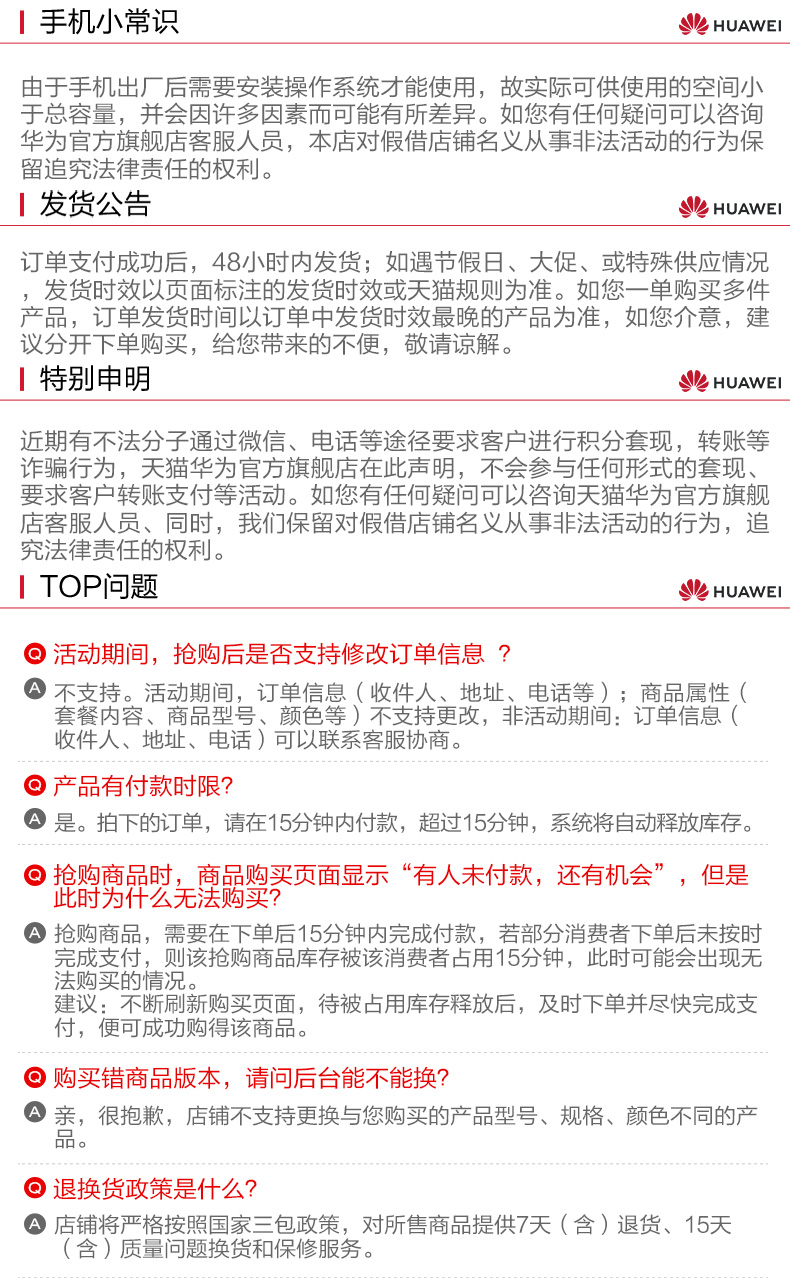 手机小常识
HUAWEI
由于手机出厂后需要安装操作系统才能使用，故实际可供使用的空间小
于总容量，并会因许多因素而可能有所差异。如您有任何疑问可以咨询
华为官方旗舰店客服人员，本店对假借店铺名义从事非法活动的行为保
留追究法律责任的权利。
发货公告
HUAWEI
订单支付成功后，48小时内发货；如遇节假日、大促、或特殊供应情况
，发货时效以页面标注的发货时效或天猫规则为准。如您一单购买多件
产品，订单发货时间以订单中发货时效最晚的产品为准，如您介意，建
议分开下单购买，给您带来的不便，敬请谅解。
特别申明
HUAWEI
近期有不法分子通过微信、电话等途径要求客户进行积分套现，转账等
诈骗行为，天猫华为官方旗舰店在此声明，不会参与任何形式的套现、
要求客户转账支付等活动。如您有任何疑问可以咨询天猫华为官方旗舰
店客服人员、同时，我们保留对假借店铺名义从事非法活动的行为，追
究法律责任的权利。
TOP问题
HUAWEI
Q 活动期间，抢购后是否支持修改订单信息 ？
A 不支持。活动期间，订单信息（收件人、地址、电话等）；商品属性（
套餐内容、商品型号、颜色等）不支持更改，非活动期间：订单信息（
收件人、地址、电话）可以联系客服协商。
Q 产品有付款时限?
A 是。拍下的订单，请在15分钟内付款，超过15分钟，系统将自动释放库存。
Q 抢购商品时，商品购买页面显示“有人未付款，还有机会”，但是
此时为什么无法购买?
A 抢购商品，需要在下单后15分钟内完成付款，若部分消费者下单后未按时
完成支付，则该抢购商品库存被该消费者占用15分钟，此时可能会出现无
法购买的情况。
建议：不断刷新购买页面，待被占用库存释放后，及时下单并尽快完成支
付，便可成功购得该商品。
Q 购买错商品版本，请问后台能不能换?
A 亲，很抱歉，店铺不支持更换与您购买的产品型号、规格、颜色不同的产
品。
Q 退换货政策是什么?
A 店铺将严格按照国家三包政策，对所售商品提供7天（含）退货、15天
（含）质量问题换货和保修服务。